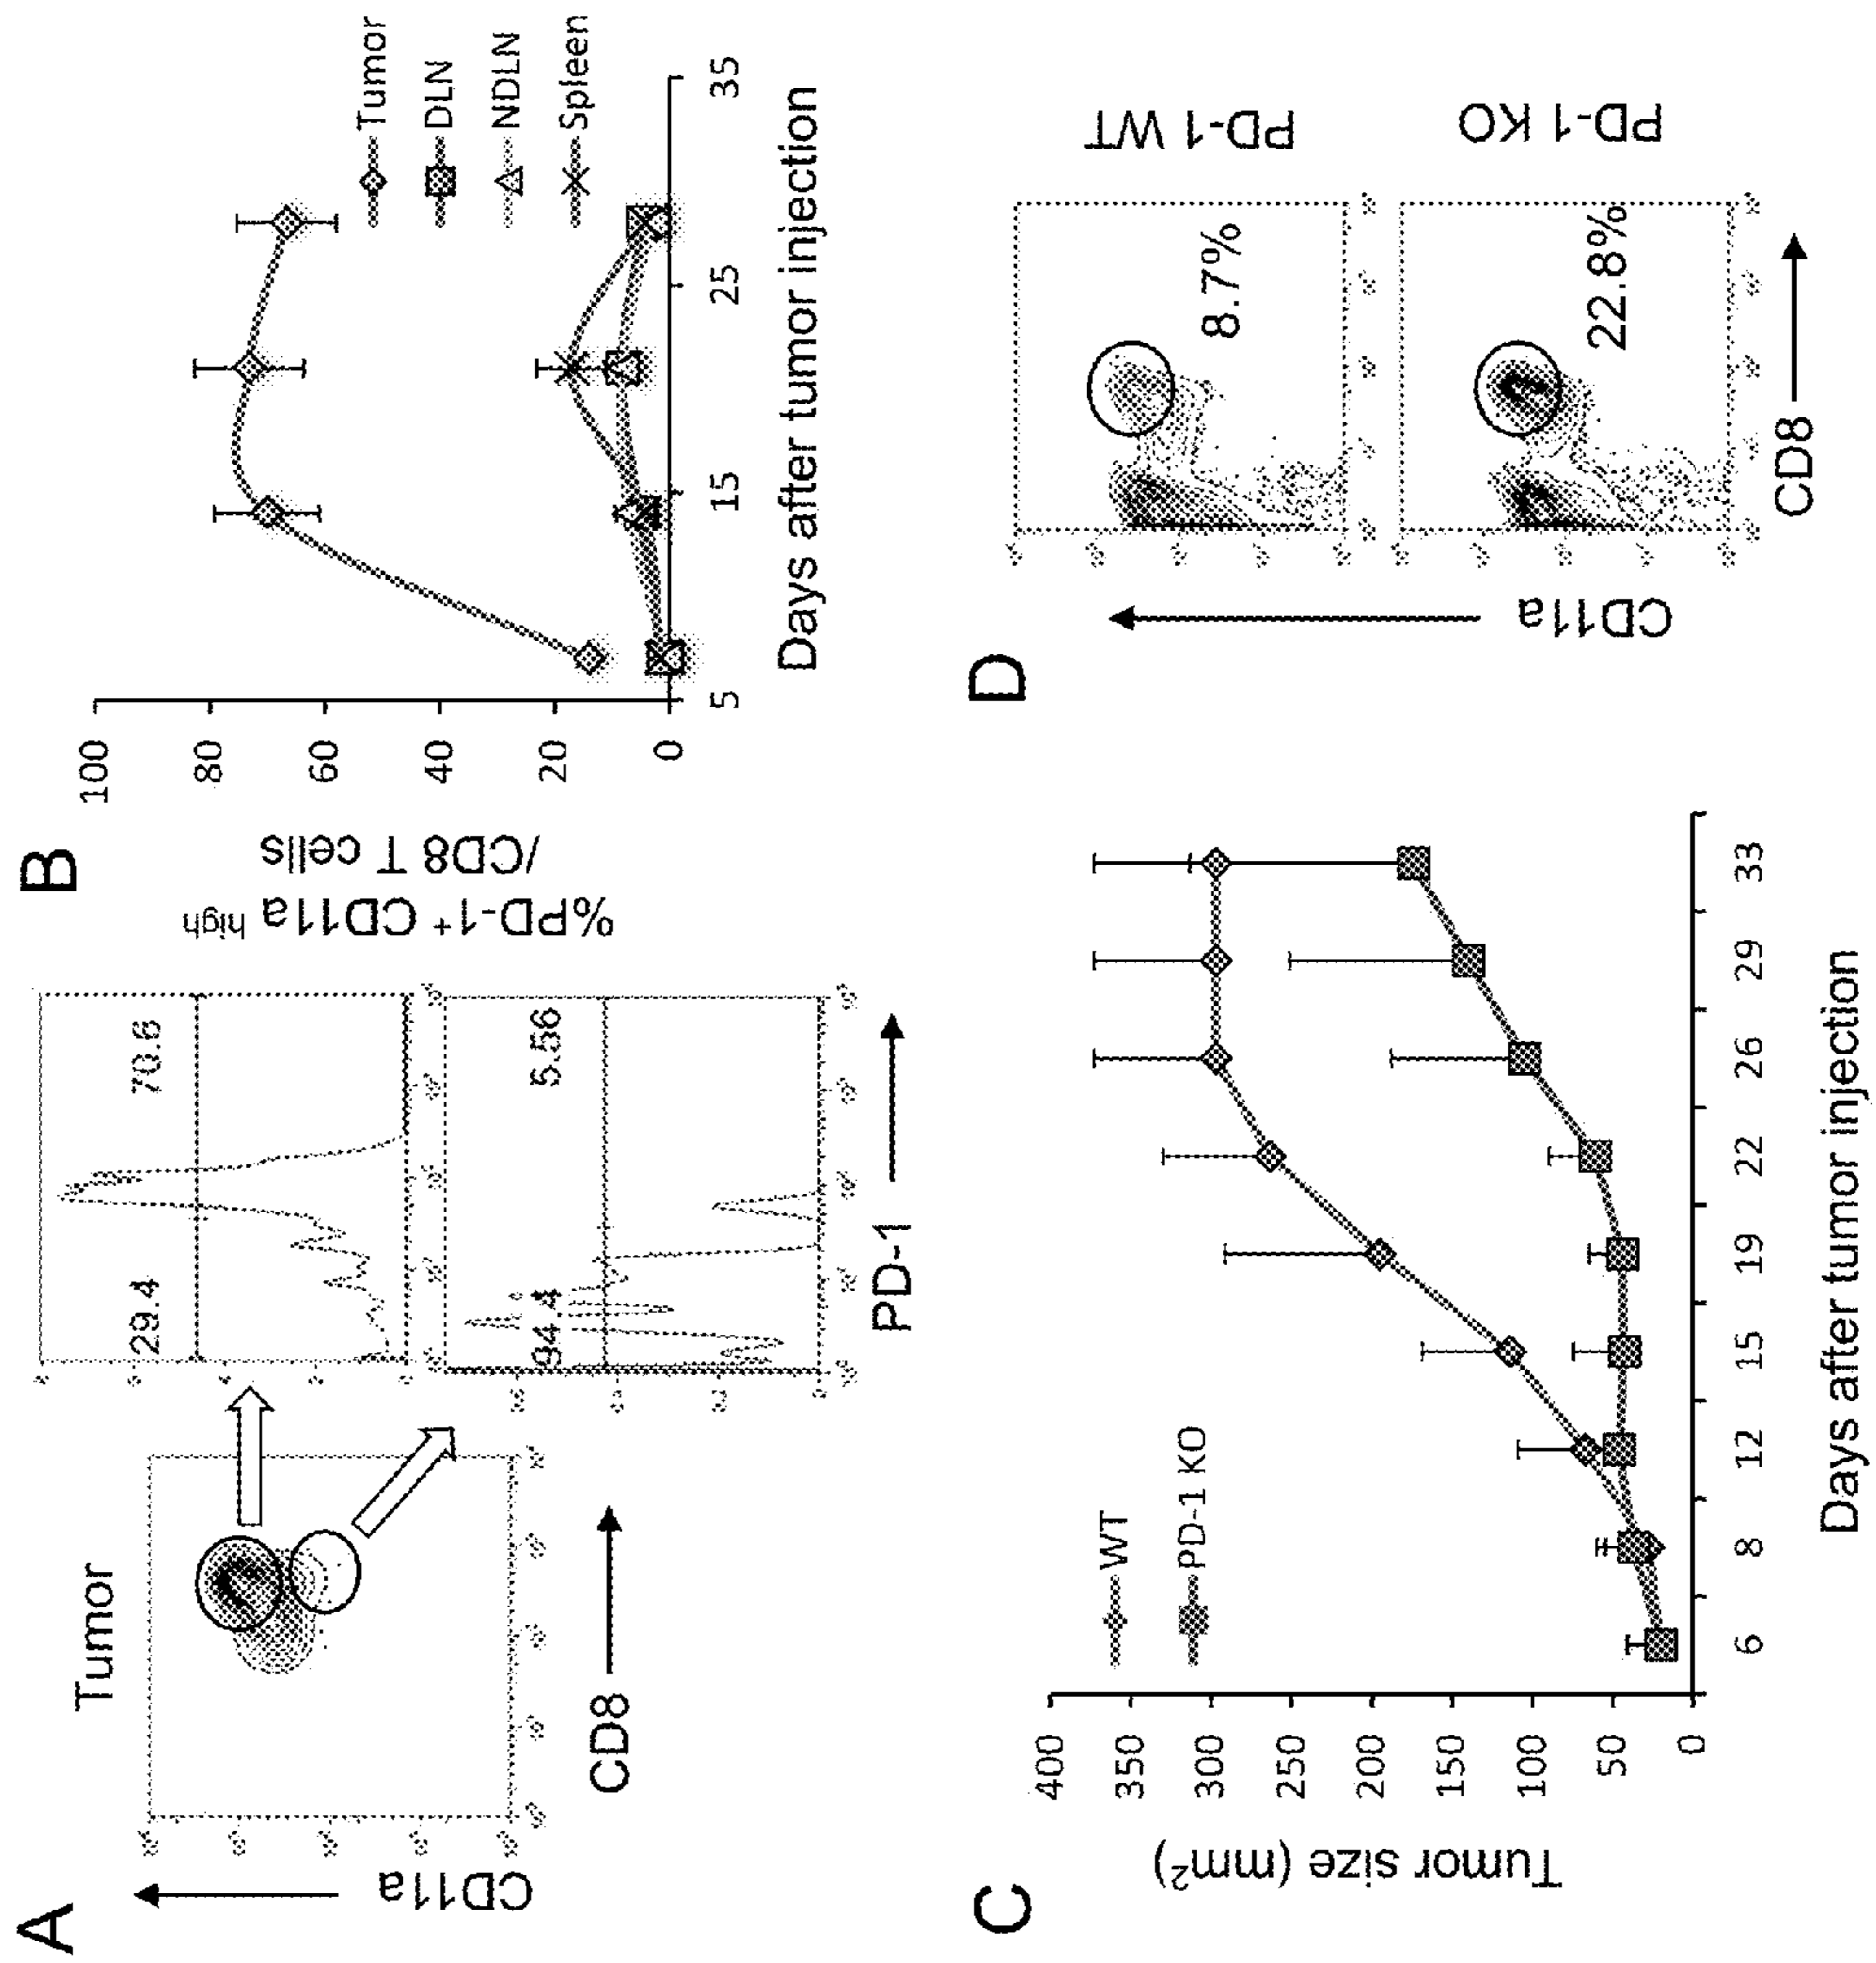 A
Tumor
CD11a
CD8
29.4
70.6
94.4
5.56
PD-1
B
%PD-1⁺ CD11a ʰⁱᵍʰ
/CD8 T cells
100
80
60
40
20
0
5
15
25
35
Days after tumor injection
Tumor
DLN
NDLN
Spleen
C
Tumor size (mm²)
400
350
300
250
200
150
100
50
0
WT
PD-1 KO
6
8
12
15
19
22
26
29
33
Days after tumor injection
D
CD11a
8.7%
PD-1 WT
22.8%
PD-1 KO
CD8